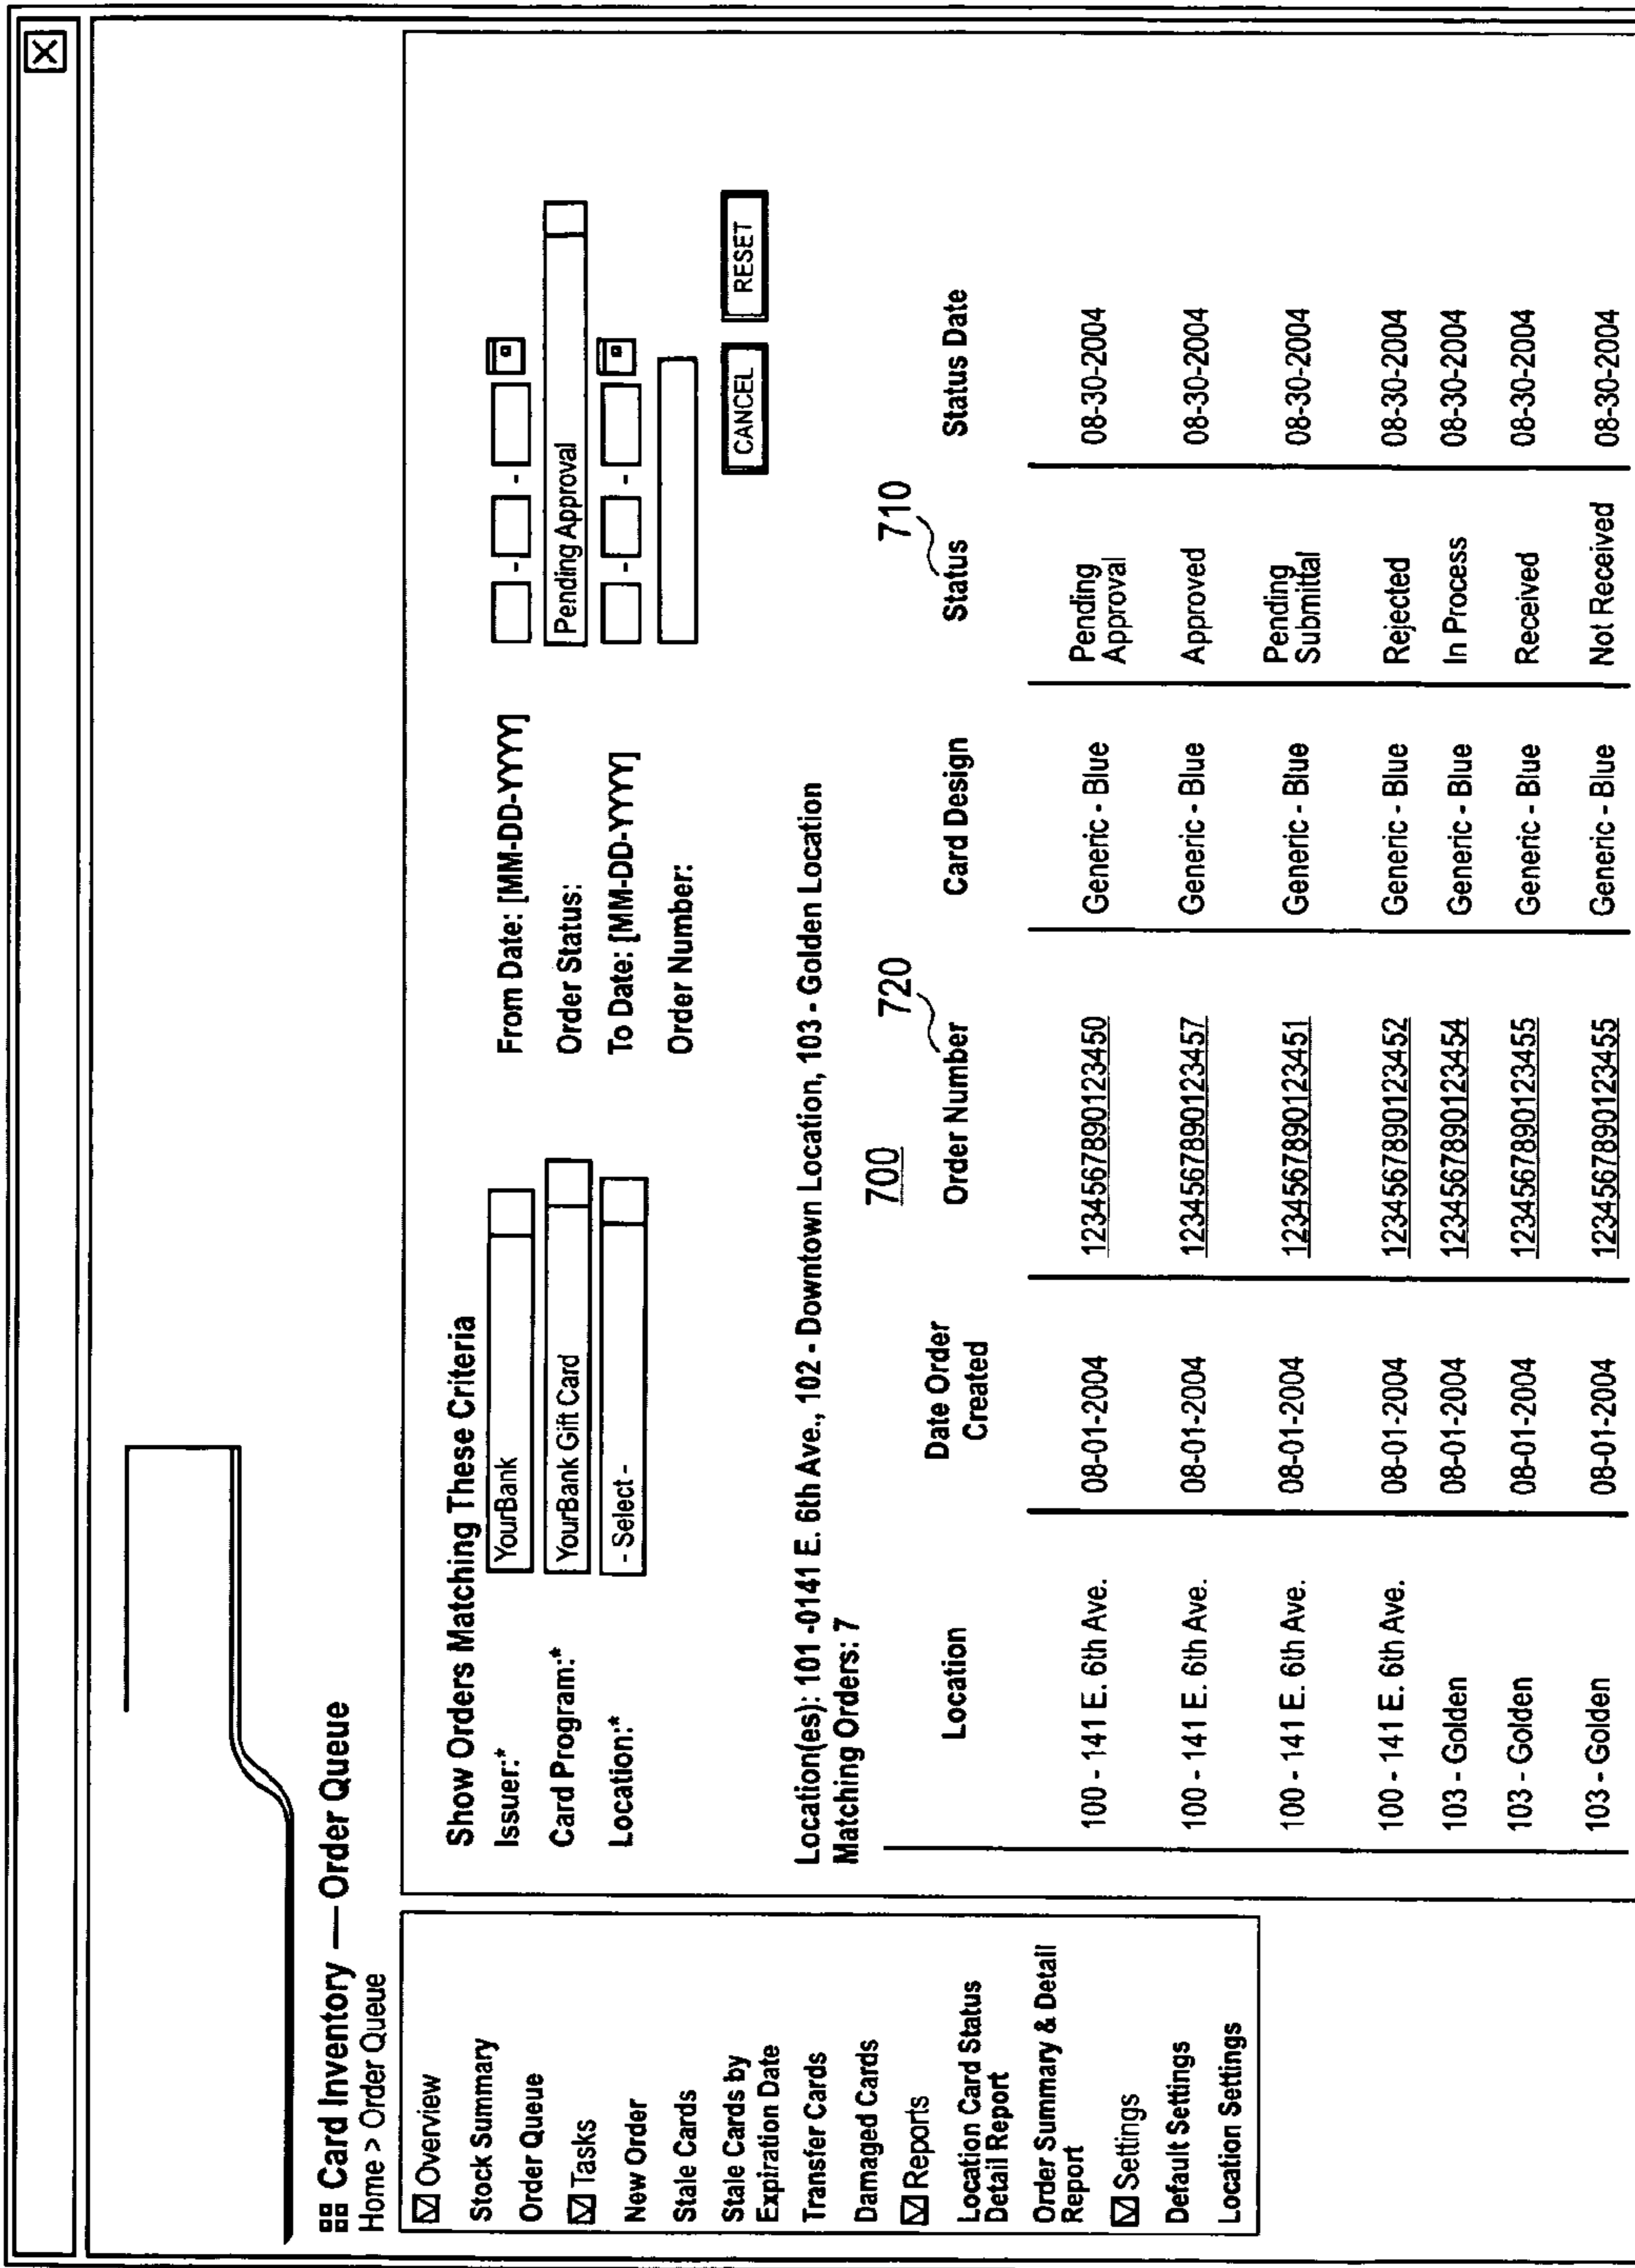 Card Inventory — Order Queue
Home > Order Queue
Overview
Stock Summary
Order Queue
Tasks
New Order
Stale Cards
Stale Cards by
Expiration Date
Transfer Cards
Damaged Cards
Reports
Location Card Status
Detail Report
Order Summary & Detail
Report
Settings
Default Settings
Location Settings
Show Orders Matching These Criteria
Issuer:* YourBank From Date: [MM-DD-YYYY] - -
Card Program:* YourBank Gift Card Order Status: Pending Approval
Location:* - Select - To Date: [MM-DD-YYYY] - -
Order Number:
CANCEL RESET
Location(es): 101 -0141 E. 6th Ave., 102 - Downtown Location, 103 - Golden Location
Matching Orders: 7
700 720 710
Location Date Order Order Number Card Design Status Status Date
Created
100 - 141 E. 6th Ave. 08-01-2004 1234567890123450 Generic - Blue Pending 08-30-2004
Approval
100 - 141 E. 6th Ave. 08-01-2004 1234567890123457 Generic - Blue Approved 08-30-2004
100 - 141 E. 6th Ave. 08-01-2004 1234567890123451 Generic - Blue Pending 08-30-2004
Submittal
100 - 141 E. 6th Ave. 08-01-2004 1234567890123452 Generic - Blue Rejected 08-30-2004
103 - Golden 08-01-2004 1234567890123454 Generic - Blue In Process 08-30-2004
103 - Golden 08-01-2004 1234567890123455 Generic - Blue Received 08-30-2004
103 - Golden 08-01-2004 1234567890123455 Generic - Blue Not Received 08-30-2004